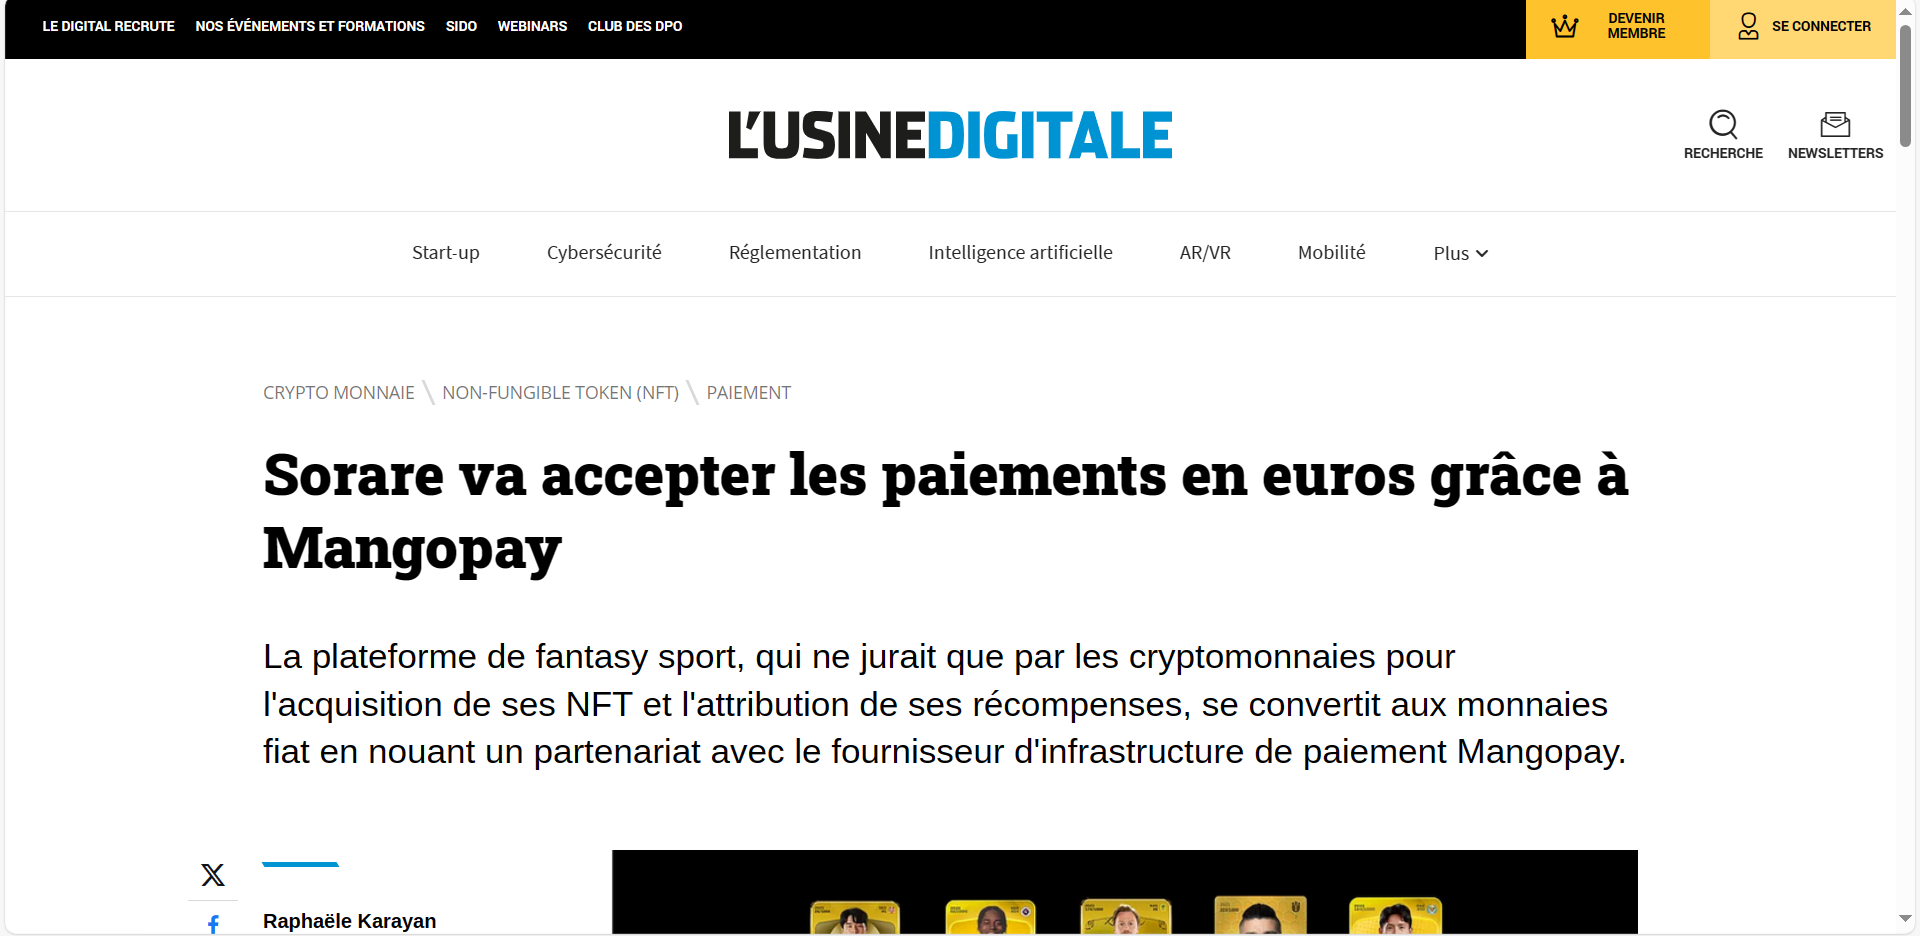 LE DIGITAL RECRUTE NOS ÉVÉNEMENTS ET FORMATIONS SIDO WEBINARS CLUB DES DPO
DEVENIR
MEMBRE
SE CONNECTER
L'USINEDIGITALE
RECHERCHE
NEWSLETTERS
Start-up Cybersécurité Réglementation Intelligence artificielle AR/VR Mobilité Plus
CRYPTO MONNAIE \ NON-FUNGIBLE TOKEN (NFT) \ PAIEMENT
Sorare va accepter les paiements en euros grâce à
Mangopay
La plateforme de fantasy sport, qui ne jurait que par les cryptomonnaies pour
l'acquisition de ses NFT et l'attribution de ses récompenses, se convertit aux monnaies
fiat en nouant un partenariat avec le fournisseur d'infrastructure de paiement Mangopay.
Raphaële Karayan